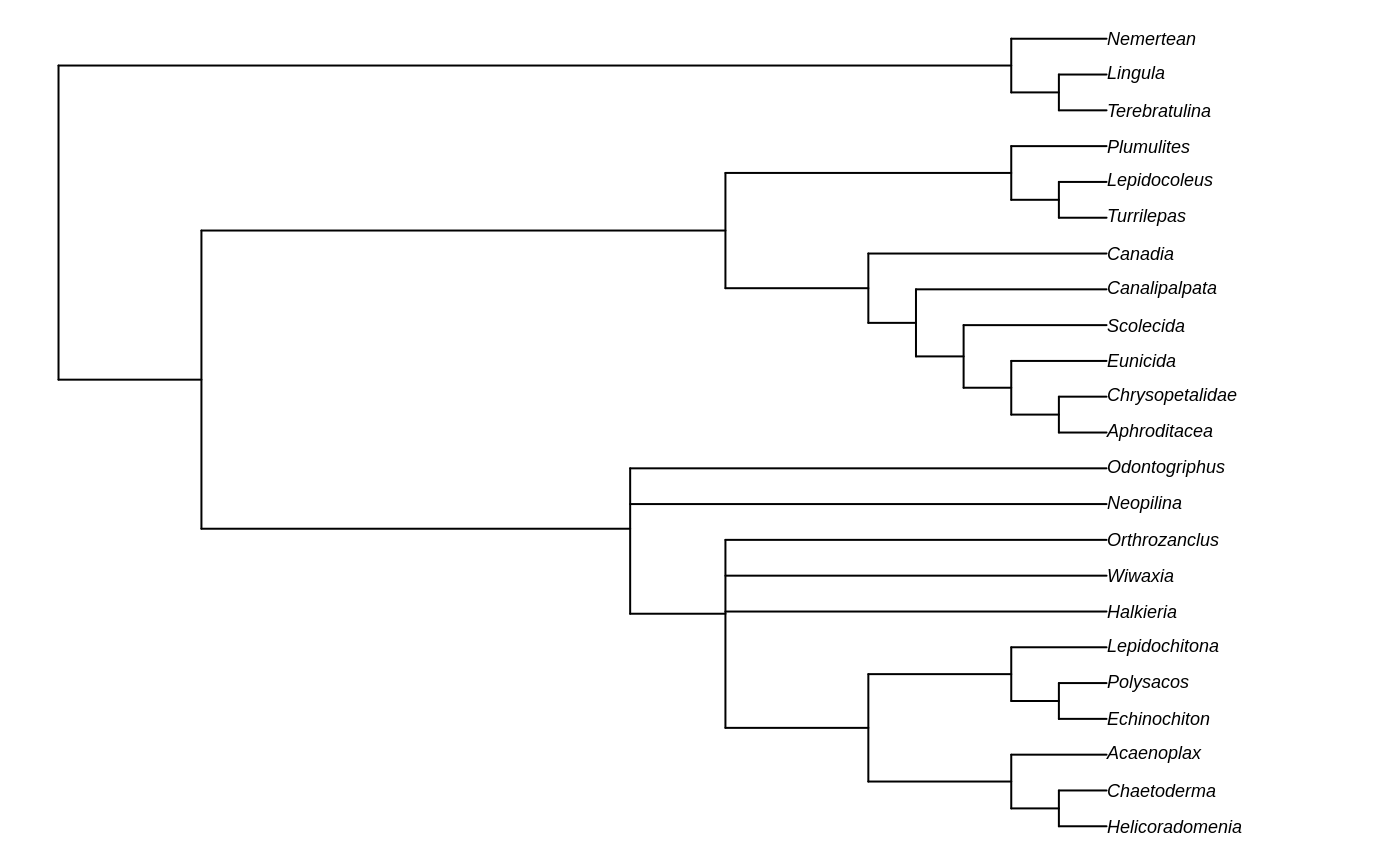 Nemertean
Lingula
Terebratulina
Plumulites
Lepidocoleus
Turrilepas
Canadia
Canalipalpata
Scolecida
Eunicida
Chrysopetalidae
Aphroditacea
Odontogriphus
Neopilina
Orthrozanclus
Wiwaxia
Halkieria
Lepidochitona
Polysacos
Echinochiton
Acaenoplax
Chaetoderma
Helicoradomenia